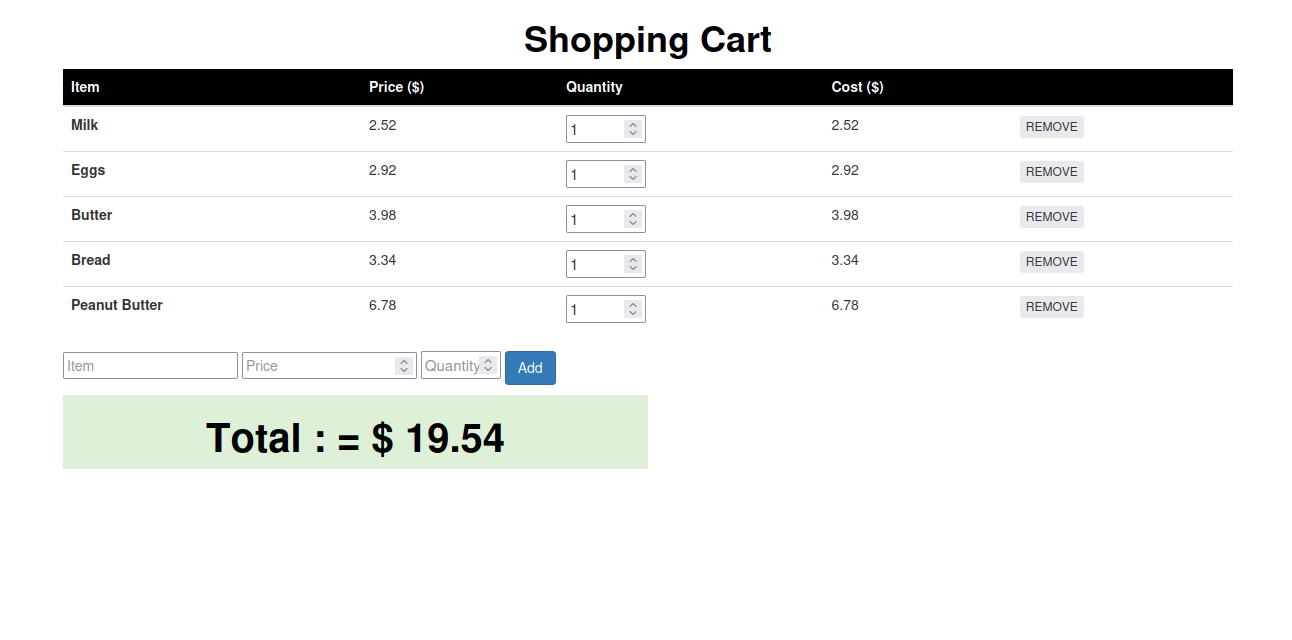 Shopping Cart
Item Price ($) Quantity Cost ($)
Milk 2.52 1 2.52 REMOVE
Eggs 2.92 1 2.92 REMOVE
Butter 3.98 1 3.98 REMOVE
Bread 3.34 1 3.34 REMOVE
Peanut Butter 6.78 1 6.78 REMOVE
Item Price Quantity Add
Total : = $ 19.54